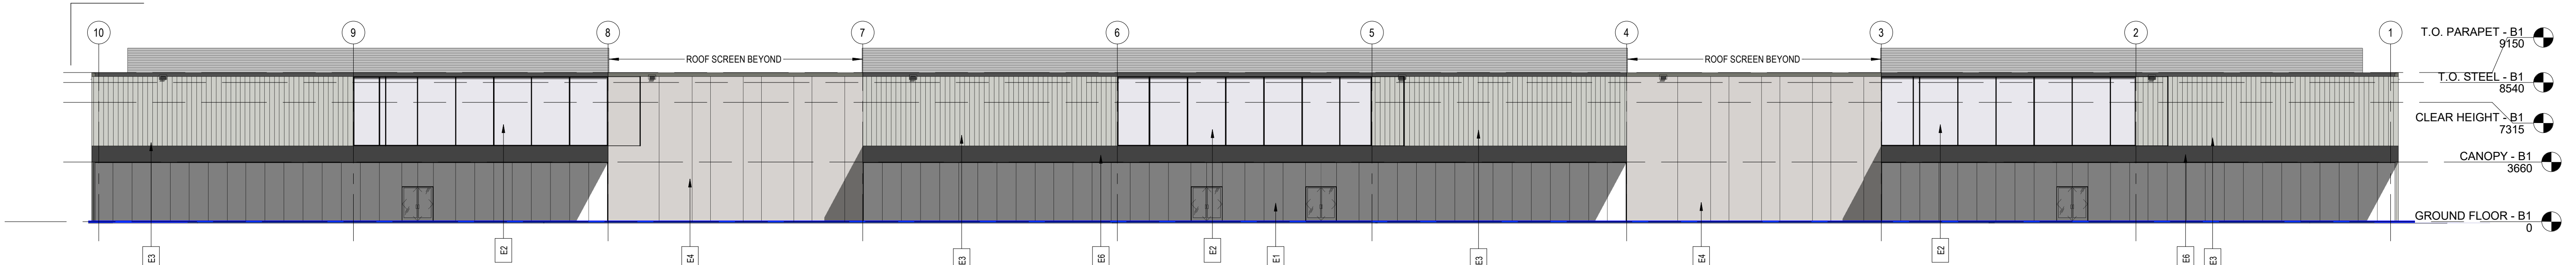 10
9
8
7
6
5
4
3
2
1
ROOF SCREEN BEYOND
ROOF SCREEN BEYOND
T.O. PARAPET - B1
9150
T.O. STEEL - B1
8540
CLEAR HEIGHT - B1
7315
CANOPY - B1
3660
GROUND FLOOR - B1
0
E3
E2
E4
E3
E6
E2
E1
E3
E4
E2
E6
E3